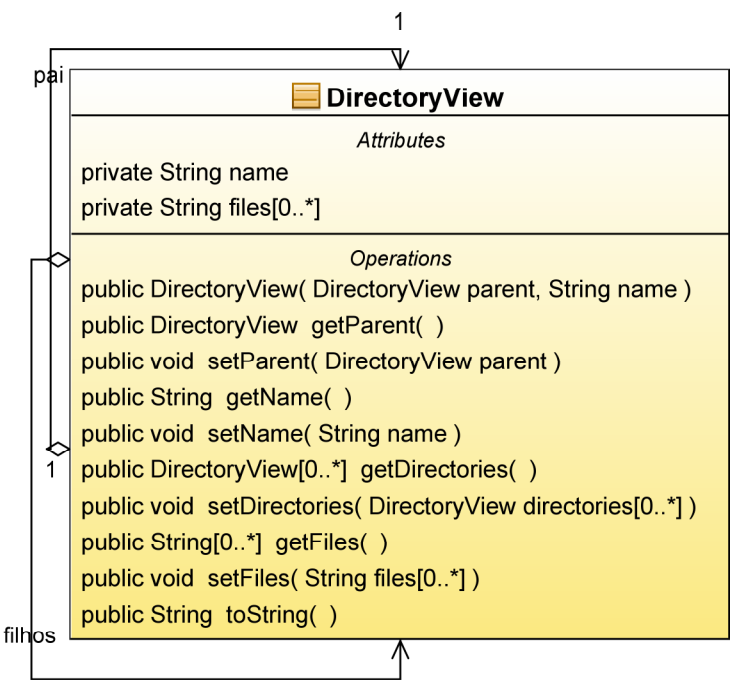 1
pai
DirectoryView
Attributes
private String name
private String files[0..*]
Operations
public DirectoryView( DirectoryView parent, String name )
public DirectoryView getParent( )
public void setParent( DirectoryView parent )
public String getName( )
public void setName( String name )
1
public DirectoryView[0..*] getDirectories( )
public void setDirectories( DirectoryView directories[0..*] )
public String[0..*] getFiles( )
public void setFiles( String files[0..*] )
public String toString( )
filhos